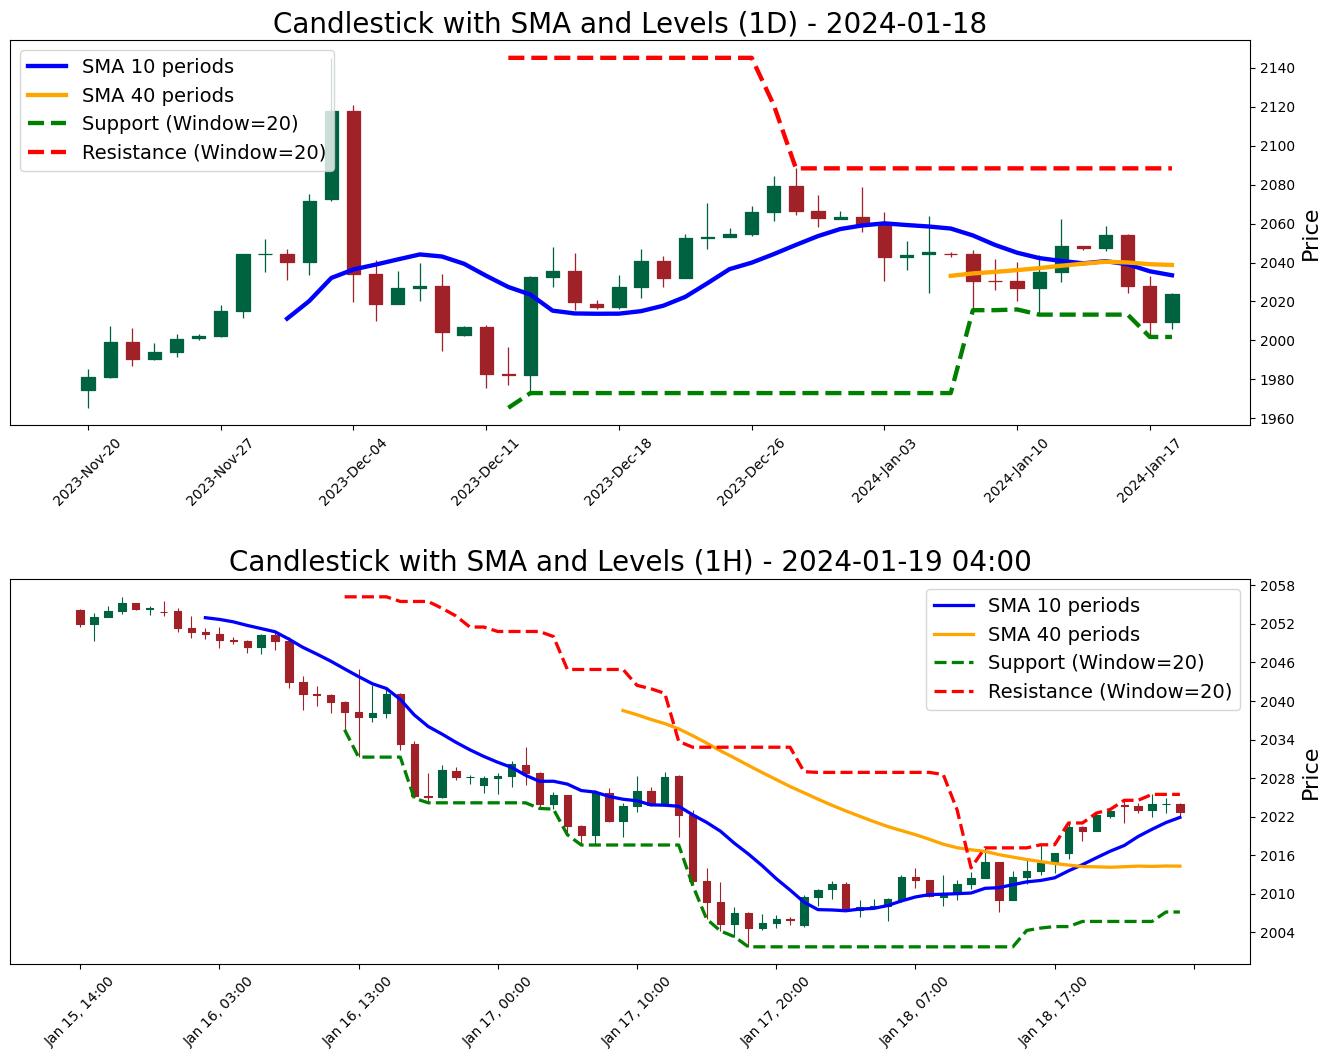 Candlestick with SMA and Levels (1D) - 2024-01-18
SMA 10 periods
SMA 40 periods
Support (Window=20)
Resistance (Window=20)
2140
2120
2100
2080
2060
2040
2020
2000
1980
1960
Price
2023-Nov-20
2023-Nov-27
2023-Dec-04
2023-Dec-11
2023-Dec-18
2023-Dec-26
2024-Jan-03
2024-Jan-10
2024-Jan-17
Candlestick with SMA and Levels (1H) - 2024-01-19 04:00
SMA 10 periods
SMA 40 periods
Support (Window=20)
Resistance (Window=20)
2058
2052
2046
2040
2034
2028
2022
2016
2010
2004
Price
Jan 15, 14:00
Jan 16, 03:00
Jan 16, 13:00
Jan 17, 00:00
Jan 17, 10:00
Jan 17, 20:00
Jan 18, 07:00
Jan 18, 17:00